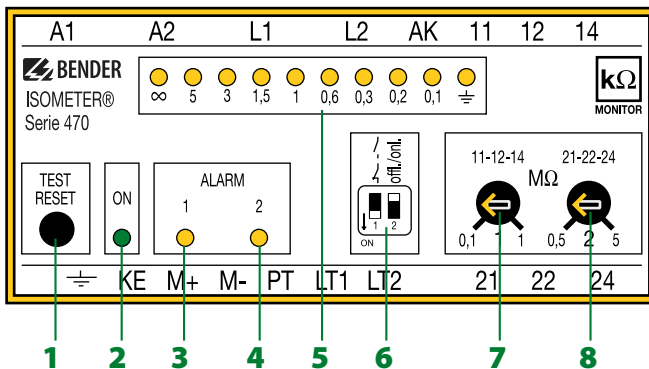 A1 A2 L1 L2 AK 11 12 14
BENDER
ISOMETER®
Serie 470
∞ 5 3 1,5 1 0,6 0,3 0,2 0,1
kΩ
MONITOR
TEST
RESET
ON
ALARM
1 2
offl./onl.
1 2
ON
11-12-14 21-22-24
MΩ
0,1 1 1 0,5 2 5
KE M+ M- PT LT1 LT2 21 22 24
1 2 3 4 5 6 7 8